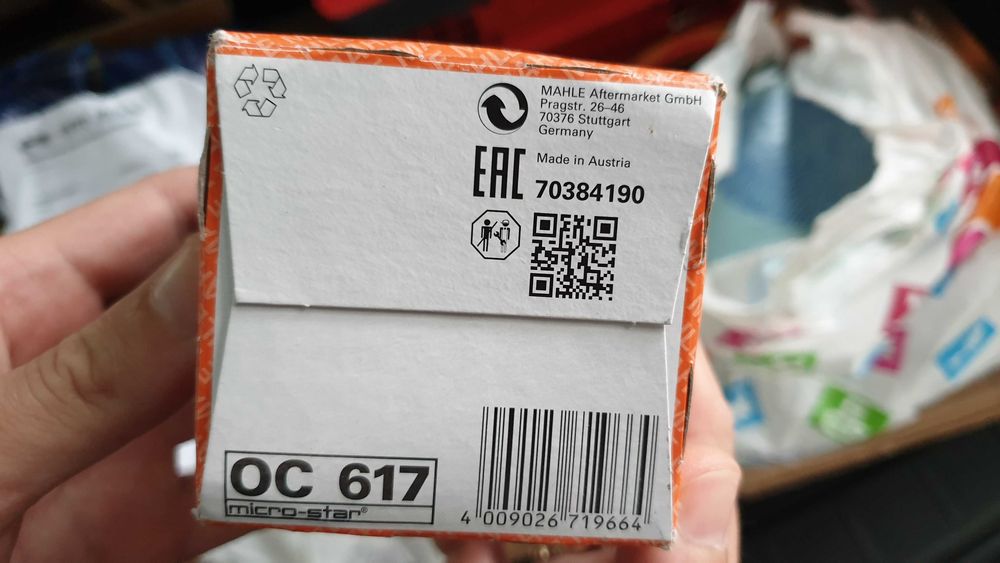 MAHLE Aftermarket GmbH
Pragstr. 26–46
70376 Stuttgart
Germany
EAC
Made in Austria
70384190
OC 617
micro-star®
4 009026 719664